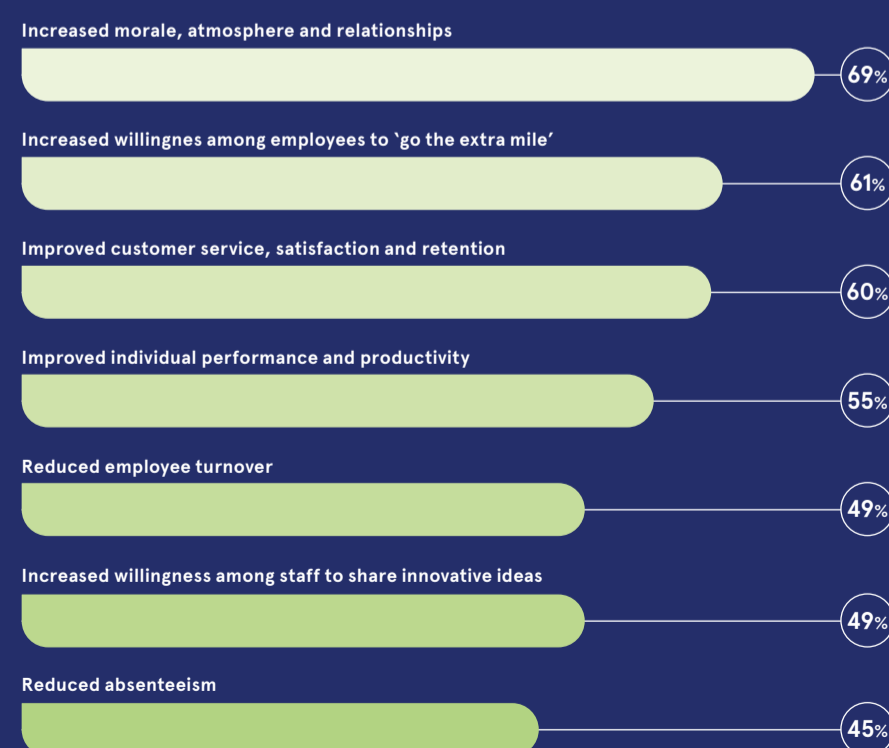 Increased morale, atmosphere and relationships
69%
Increased willingnes among employees to ‘go the extra mile’
61%
Improved customer service, satisfaction and retention
60%
Improved individual performance and productivity
55%
Reduced employee turnover
49%
Increased willingness among staff to share innovative ideas
49%
Reduced absenteeism
45%